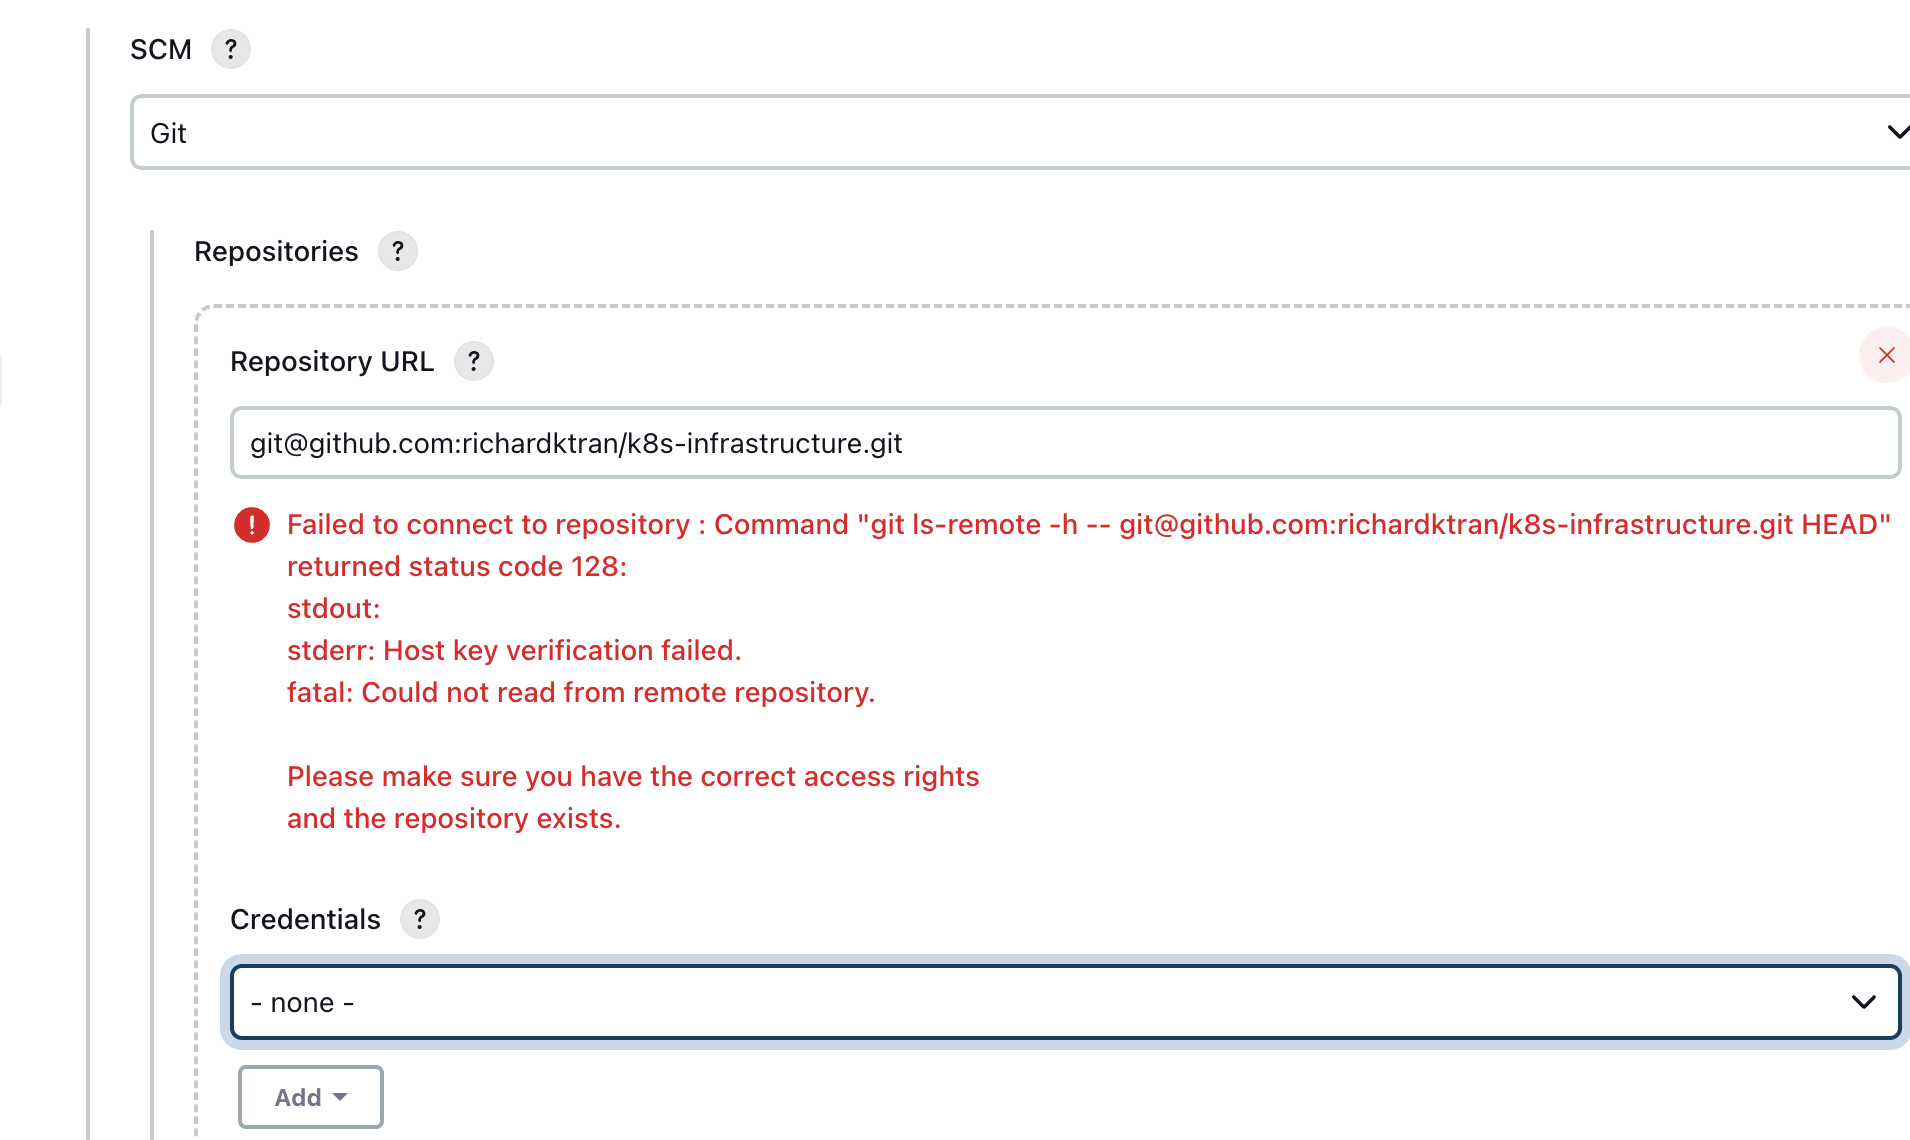 SCM ?
Git
Repositories ?
Repository URL ?
git@github.com:richardktran/k8s-infrastructure.git
Failed to connect to repository : Command "git ls-remote -h -- git@github.com:richardktran/k8s-infrastructure.git HEAD"
returned status code 128:
stdout:
stderr: Host key verification failed.
fatal: Could not read from remote repository.
Please make sure you have the correct access rights
and the repository exists.
Credentials ?
- none -
Add